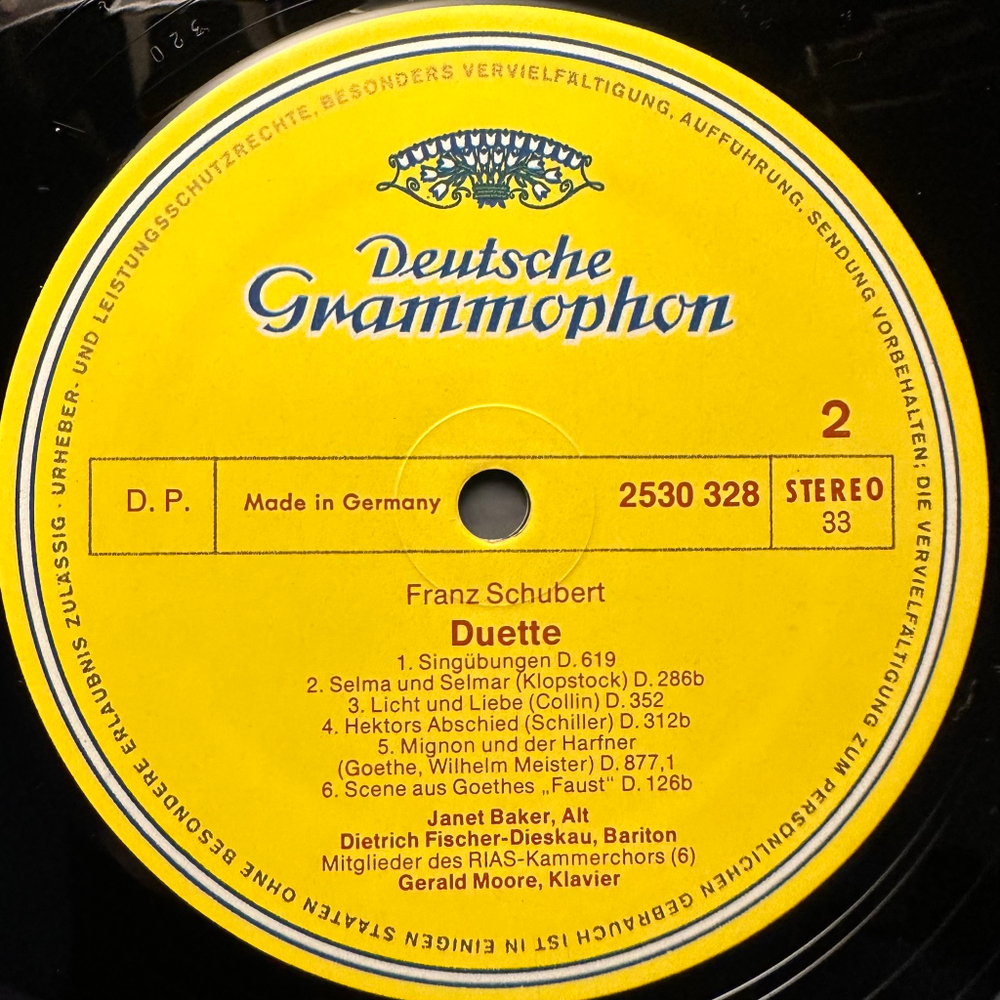 320
URHEBER- UND LEISTUNGSSCHUTZRECHTE, BESONDERS VERVIELFÄLTIGUNG, AUFFÜHRUNG, SENDUNG VORBEHALTEN; DIE VERVIELFÄLTIGUNG ZUM PERSÖNLICHEN GEBRAUCH IST IN EINIGEN STAATEN OHNE BESONDERE ERLAUBNIS ZULÄSSIG ·
Deutsche
Grammophon
2
D. P. Made in Germany 2530 328 STEREO
33
Franz Schubert
Duette
1. Singübungen D. 619
2. Selma und Selmar (Klopstock) D. 286b
3. Licht und Liebe (Collin) D. 352
4. Hektors Abschied (Schiller) D. 312b
5. Mignon und der Harfner
(Goethe, Wilhelm Meister) D. 877,1
6. Scene aus Goethes „Faust“ D. 126b
Janet Baker, Alt
Dietrich Fischer-Dieskau, Bariton
Mitglieder des RIAS-Kammerchors (6)
Gerald Moore, Klavier